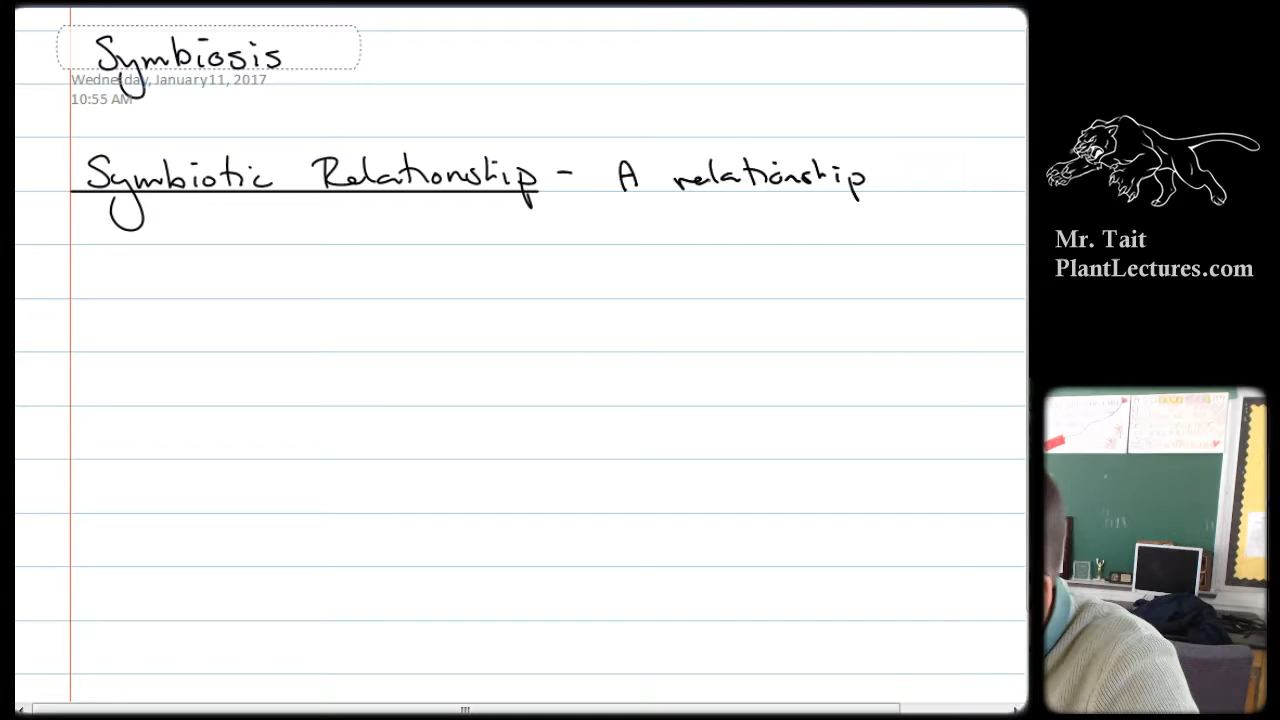 Symbiosis
Wednesday, January 11, 2017
10:55 AM
Symbiotic Relationship - A relationship
Mr. Tait
PlantLectures.com